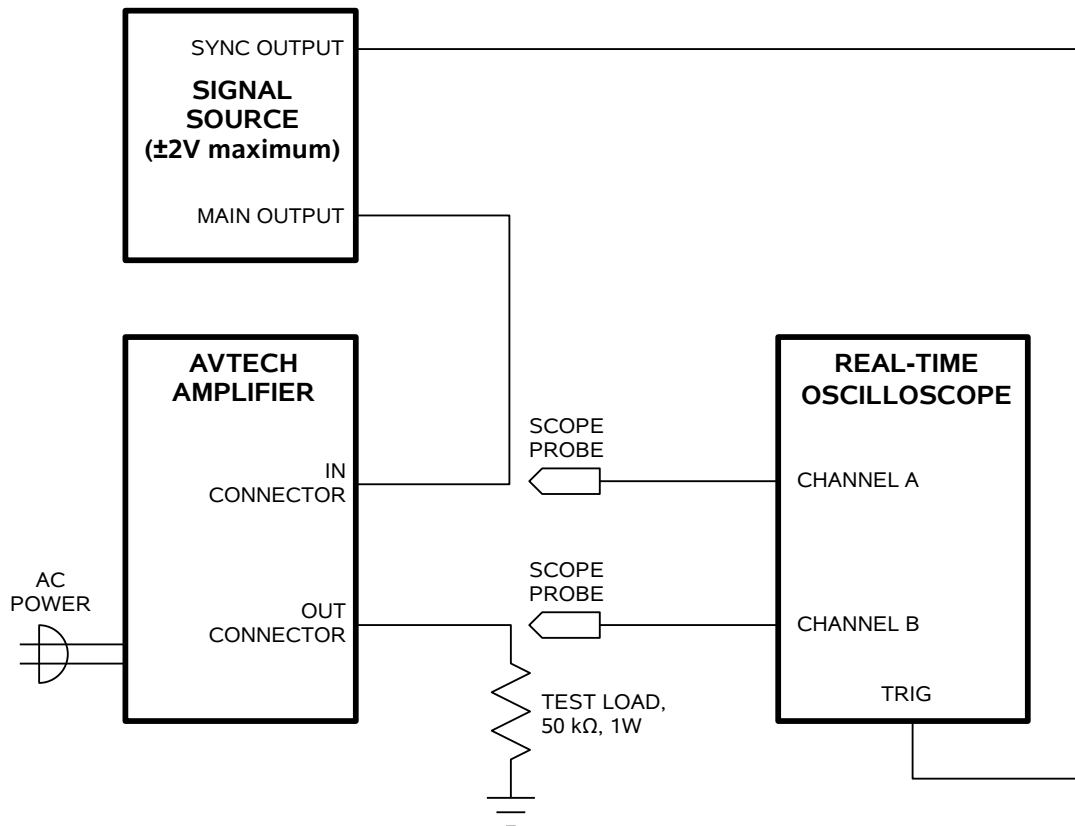 SYNC OUTPUT
SIGNAL
SOURCE
(±2V maximum)
MAIN OUTPUT
AVTECH
AMPLIFIER
IN
CONNECTOR
OUT
CONNECTOR
AC
POWER
SCOPE
PROBE
SCOPE
PROBE
TEST LOAD,
50 kΩ, 1W
REAL-TIME
OSCILLOSCOPE
CHANNEL A
CHANNEL B
TRIG